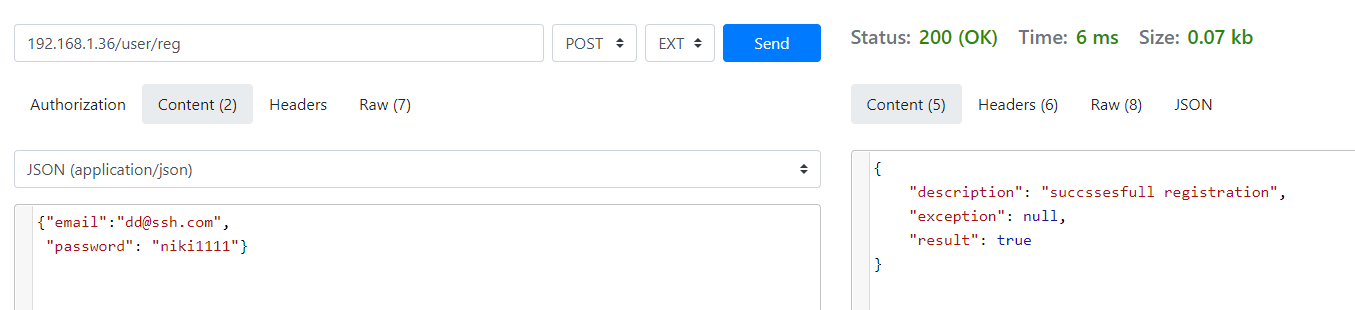 192.168.1.36/user/reg POST EXT Send
Status: 200 (OK) Time: 6 ms Size: 0.07 kb
Authorization Content (2) Headers Raw (7)
Content (5) Headers (6) Raw (8) JSON
JSON (application/json)
{"email":"dd@ssh.com",
"password": "niki1111"}
{
"description": "succssesfull registration",
"exception": null,
"result": true
}